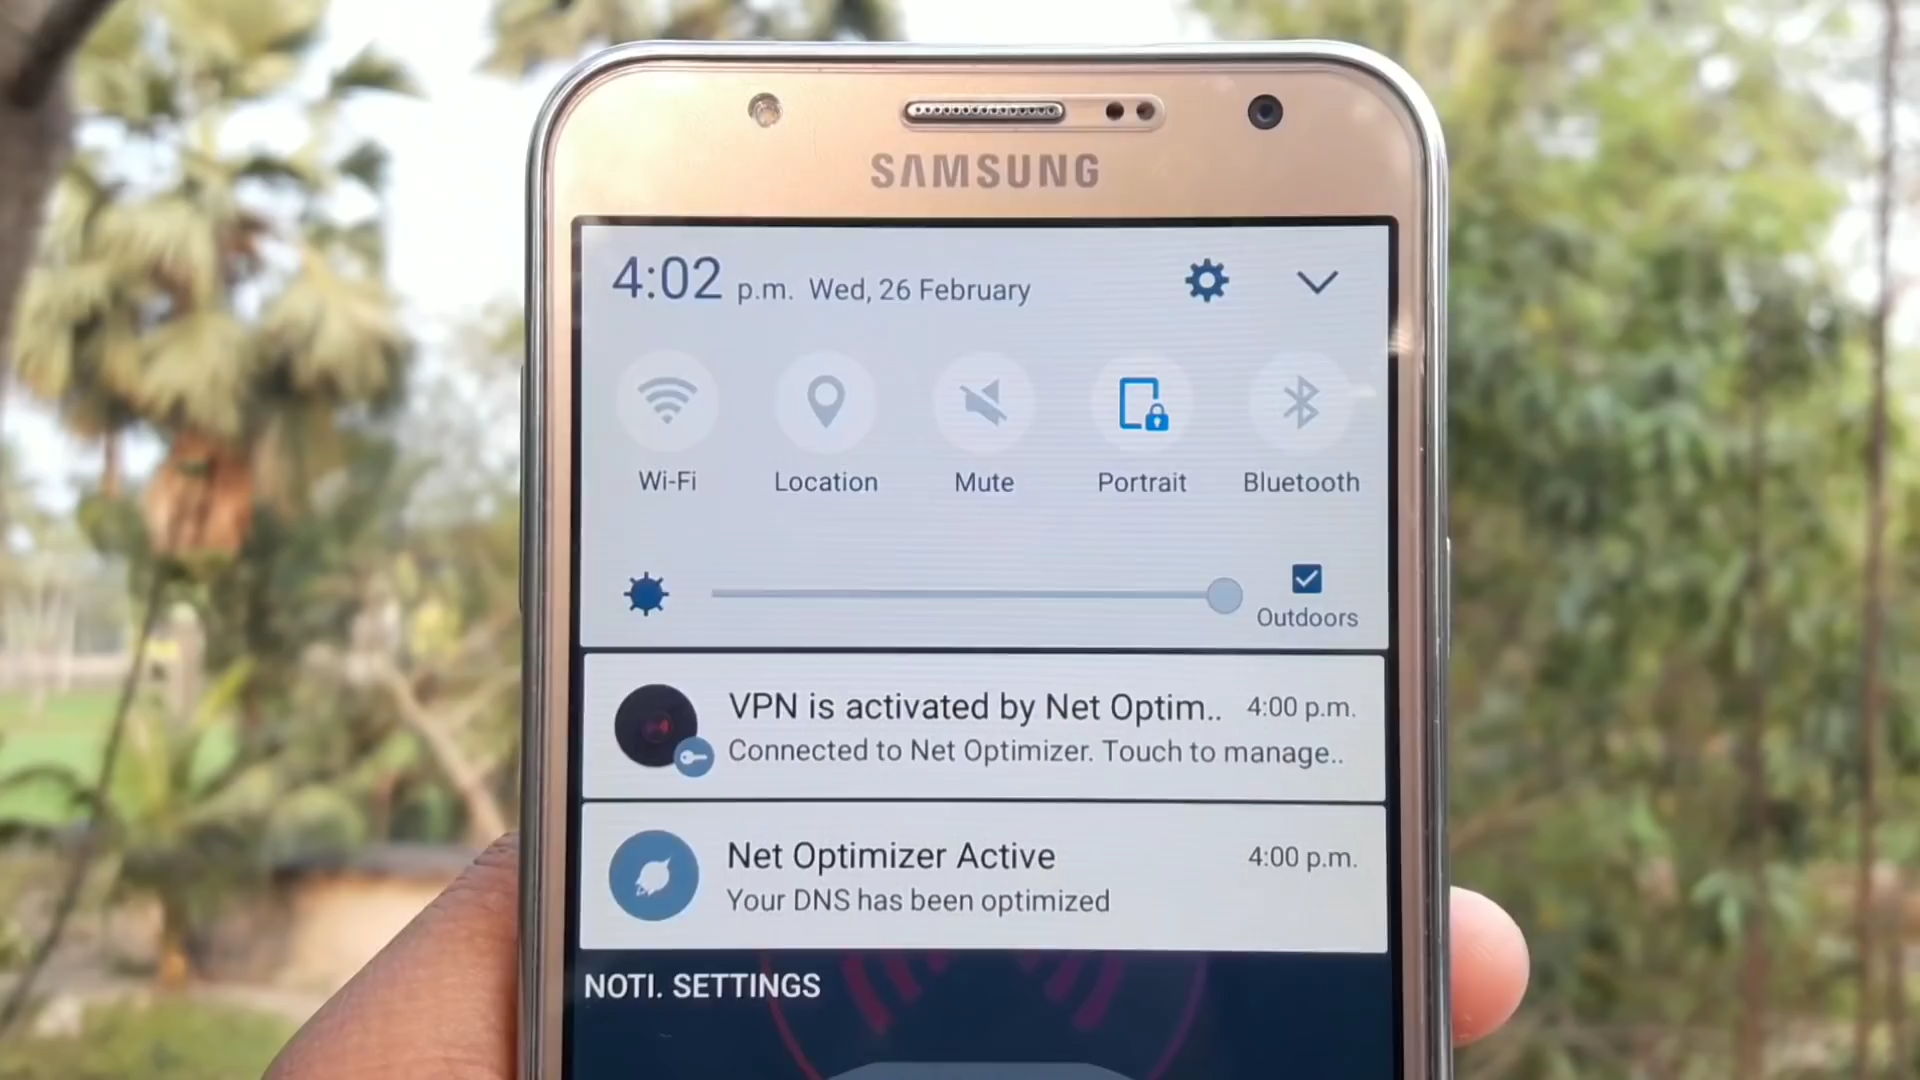 SAMSUNG
4:02 p.m. Wed, 26 February
Wi-Fi Location Mute Portrait Bluetooth
Outdoors
VPN is activated by Net Optim.. 4:00 p.m.
Connected to Net Optimizer. Touch to manage..
Net Optimizer Active 4:00 p.m.
Your DNS has been optimized
NOTI. SETTINGS